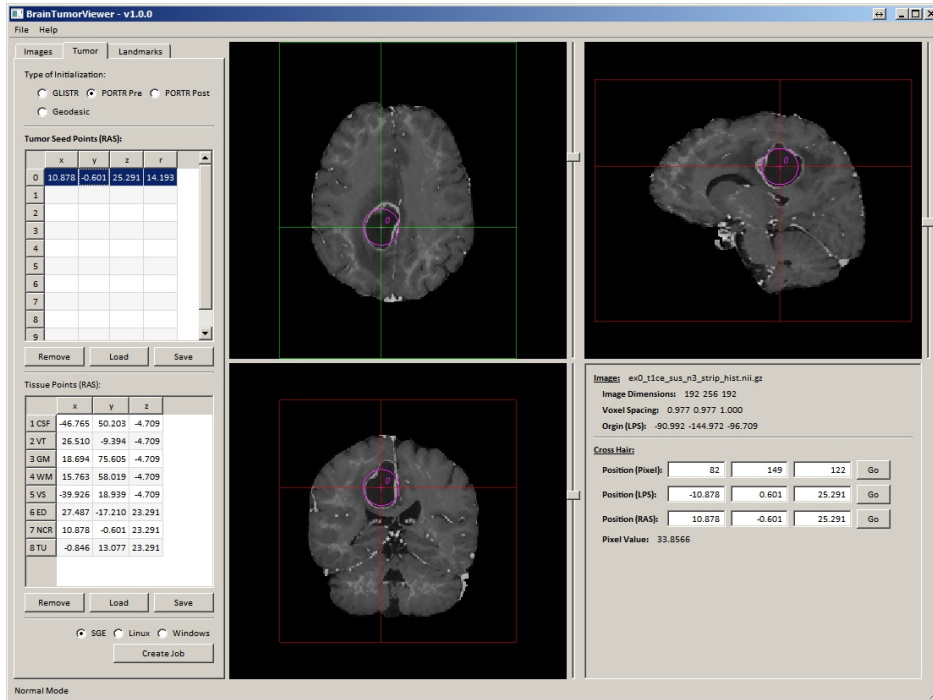 BrainTumorViewer - v1.0.0
File Help
Images Tumor Landmarks
Type of Initialization:
GLISTR PORTR Pre PORTR Post
Geodesic
Tumor Seed Points (RAS):
x y z r
0 10.878 -0.601 25.291 14.193
1
2
3
4
5
6
7
8
9
Remove Load Save
Tissue Points (RAS):
x y z
1 CSF -46.765 50.203 -4.709
2 VT 26.510 -9.394 -4.709
3 GM 18.694 75.605 -4.709
4 WM 15.763 58.019 -4.709
5 VS -39.926 18.939 -4.709
6 ED 27.487 -17.210 23.291
7 NCR 10.878 -0.601 23.291
8 TU -0.846 13.077 23.291
Remove Load Save
SGE Linux Windows
Create Job
Normal Mode
0
0
0
Image: ex0_t1ce_sus_n3_strip_hist.nii.gz
Image Dimensions: 192 256 192
Voxel Spacing: 0.977 0.977 1.000
Orgin (LPS): -90.992 -144.972 -96.709
Cross Hair:
Position (Pixel): 82 149 122 Go
Position (LPS): -10.878 0.601 25.291 Go
Position (RAS): 10.878 -0.601 25.291 Go
Pixel Value: 33.8566